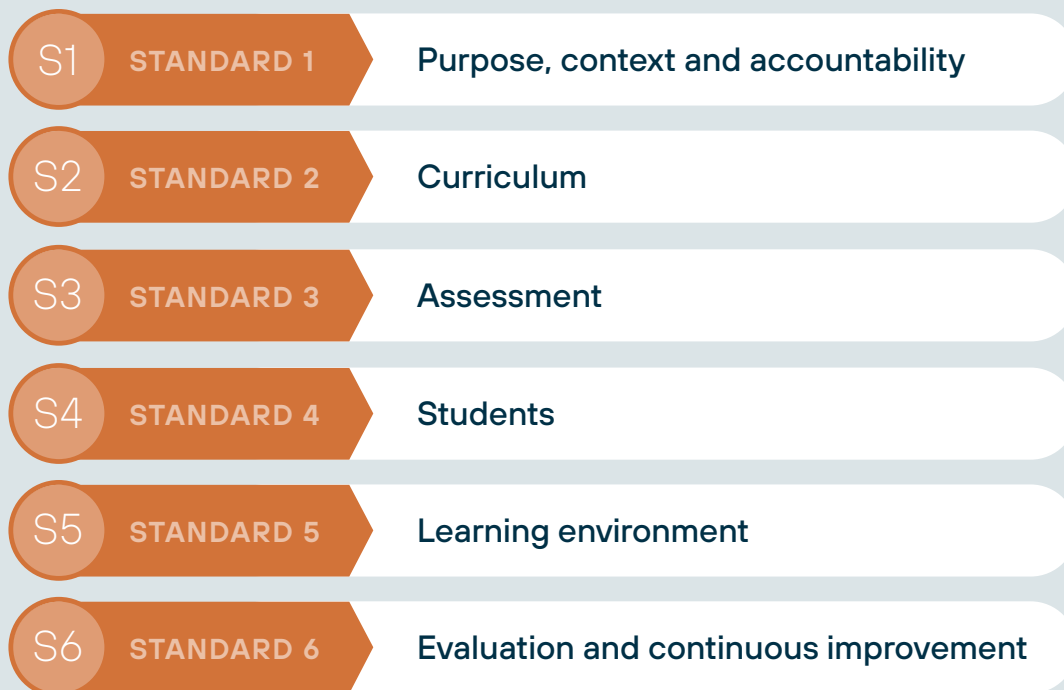 S1 STANDARD 1 Purpose, context and accountability
S2 STANDARD 2 Curriculum
S3 STANDARD 3 Assessment
S4 STANDARD 4 Students
S5 STANDARD 5 Learning environment
S6 STANDARD 6 Evaluation and continuous improvement